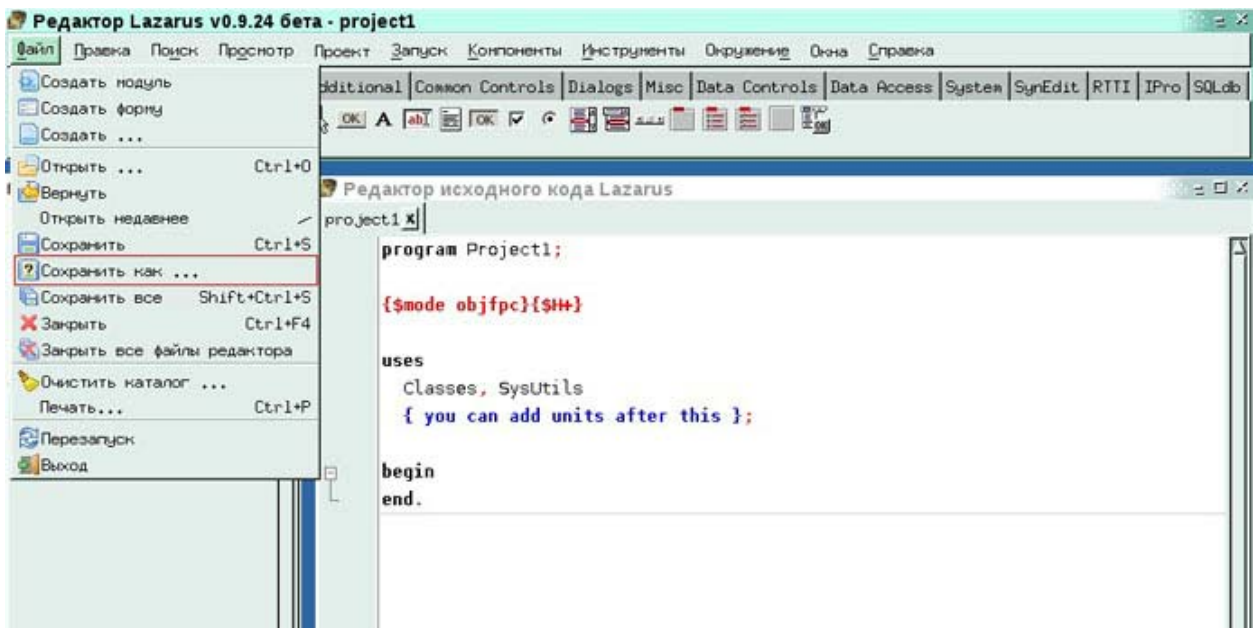 Редактор Lazarus v0.9.24 бета - project1
Файл Правка Поиск Просмотр Проект Запуск Компоненты Инструменты Окружение Окна Справка
Создать модуль
Создать форму
Создать ...
Открыть ... Ctrl+O
Вернуть
Открыть недавнее
Сохранить Ctrl+S
Сохранить как ...
Сохранить все Shift+Ctrl+S
Закрыть Ctrl+F4
Закрыть все файлы редактора
Очистить каталог ...
Печать... Ctrl+P
Перезапуск
Выход
dditional Common Controls Dialogs Misc Data Controls Data Access System SynEdit RTTI IPro SQLdb
OK A abI OK
Редактор исходного кода Lazarus
project1
program Project1;
{$mode objfpc}{$H+}
uses
Classes, SysUtils
{ you can add units after this };
begin
end.